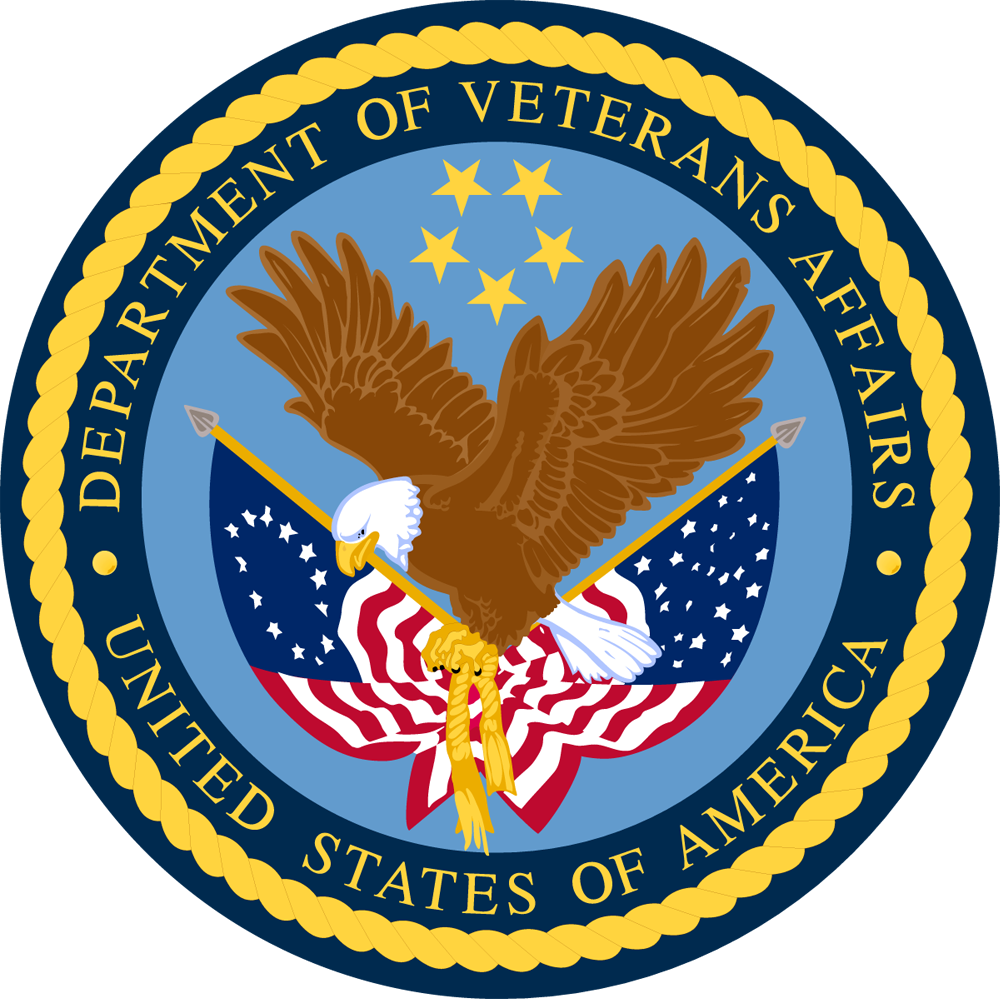 DEPARTMENT OF VETERANS AFFAIRS
UNITED STATES OF AMERICA